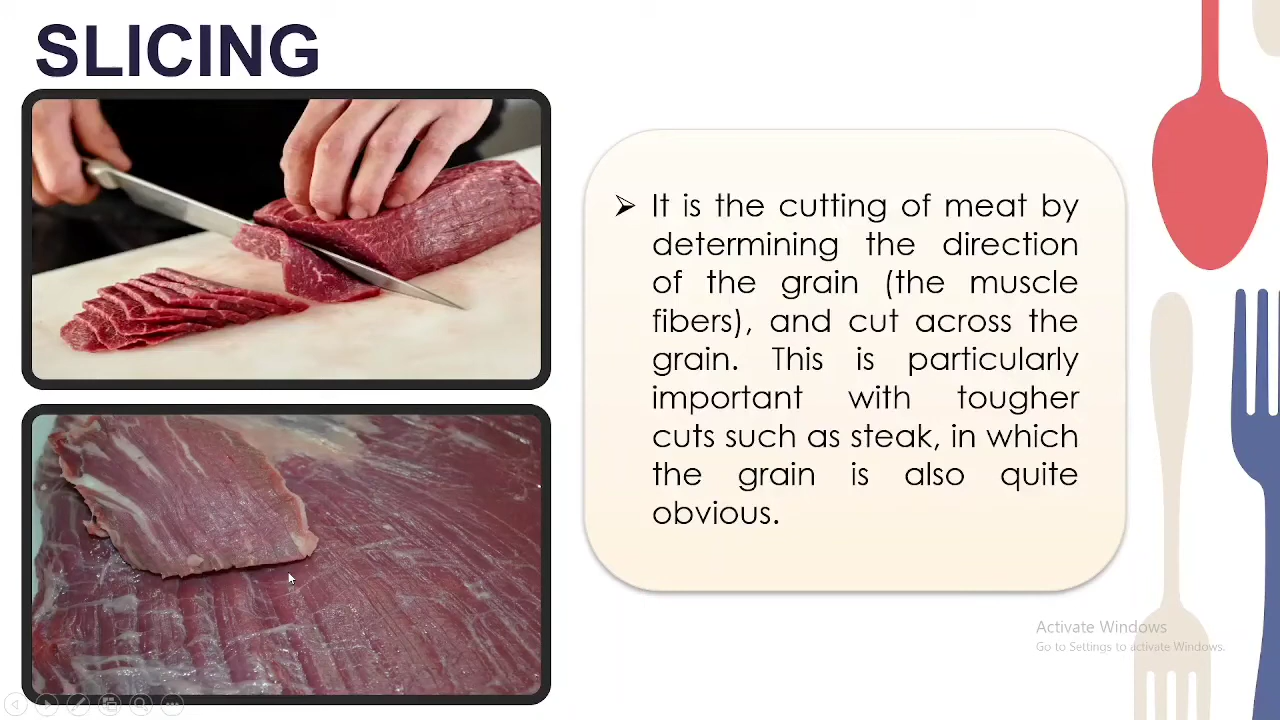 SLICING
➢ It is the cutting of meat by
determining the direction
of the grain (the muscle
fibers), and cut across the
grain. This is particularly
important with tougher
cuts such as steak, in which
the grain is also quite
obvious.
Activate Windows
Go to Settings to activate Windows.